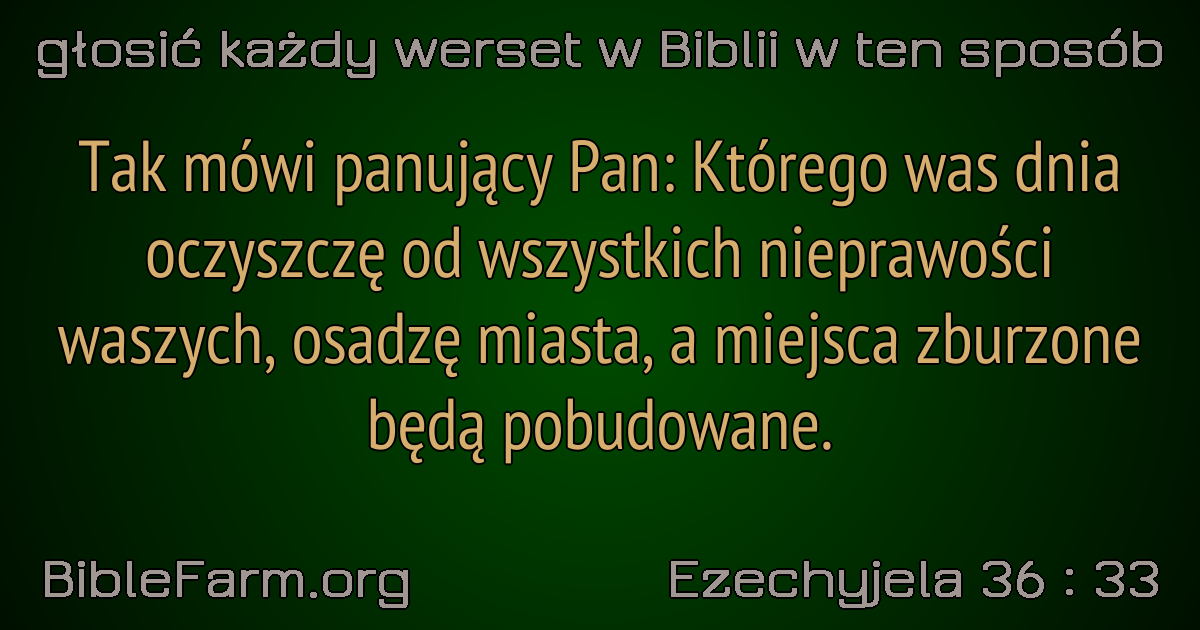 głosić każdy werset w Biblii w ten sposób
Tak mówi panujący Pan: Którego was dnia
oczyszczę od wszystkich nieprawości
waszych, osadzę miasta, a miejsca zburzone
będą pobudowane.
BibleFarm.org
Ezechyjela 36 : 33